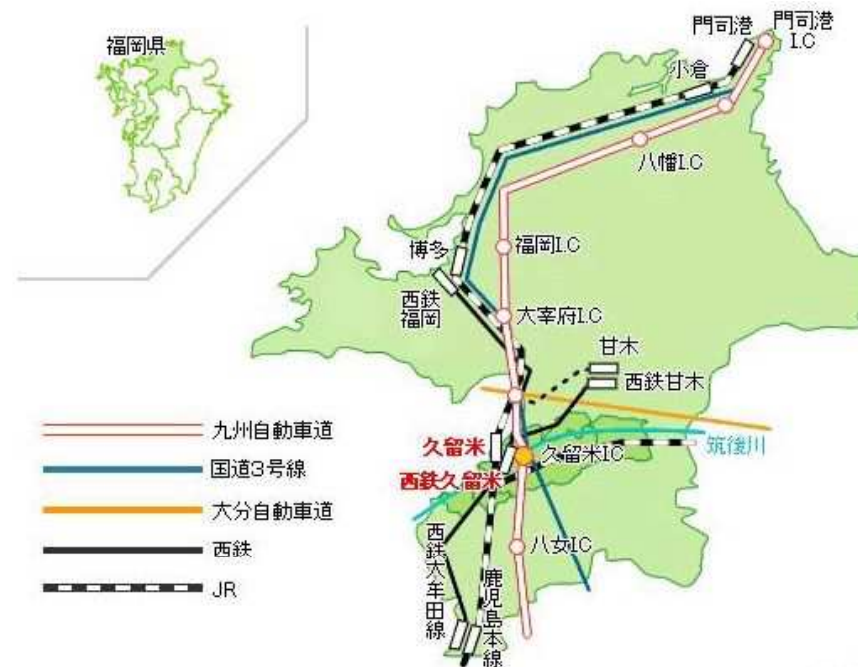 福岡県
門司港
門司港
I.C
小倉
八幡I.C
博多
福岡I.C
西鉄
福岡
大宰府I.C
甘木
西鉄甘木
久留米
久留米IC
筑後川
西鉄久留米
八女IC
西鉄大牟田線
鹿児島本線
九州自動車道
国道3号線
大分自動車道
西鉄
JR